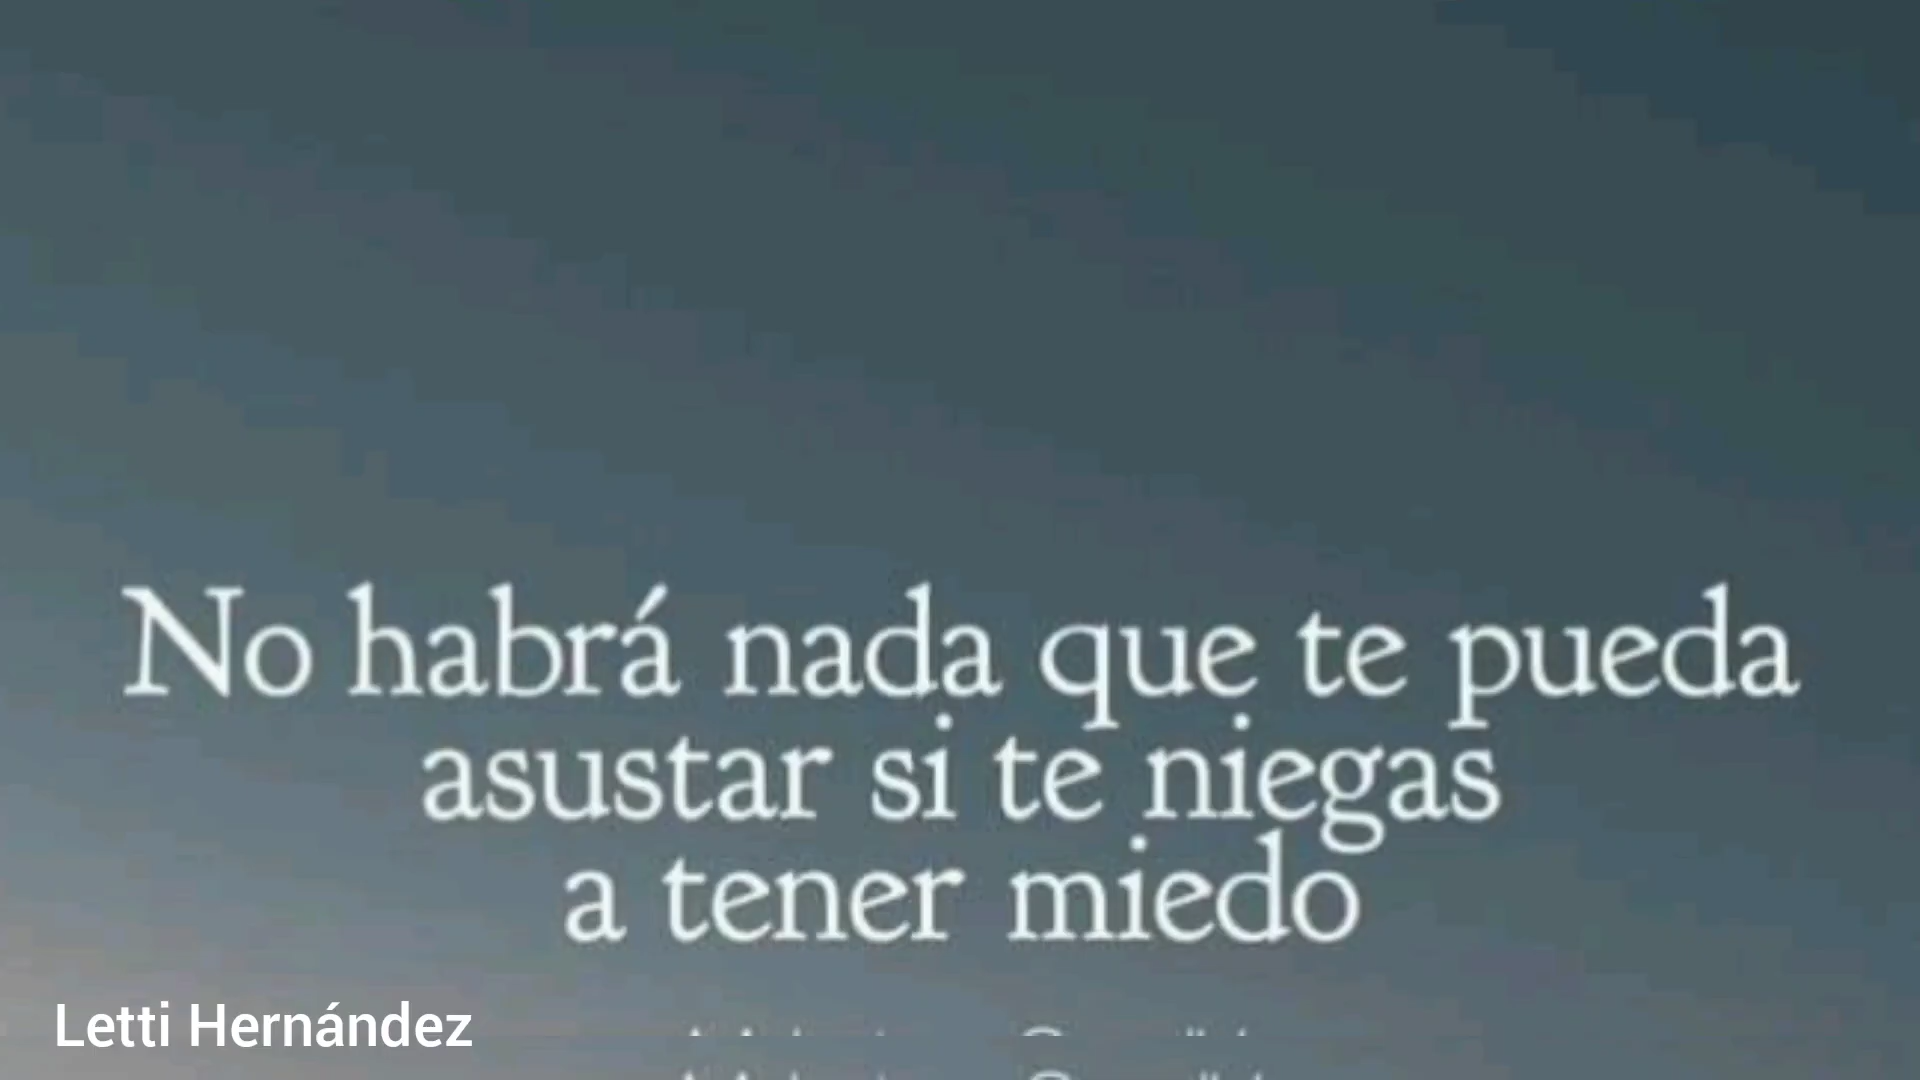 No habrá nada que te pueda
asustar si te niegas
a tener miedo
Letti Hernández